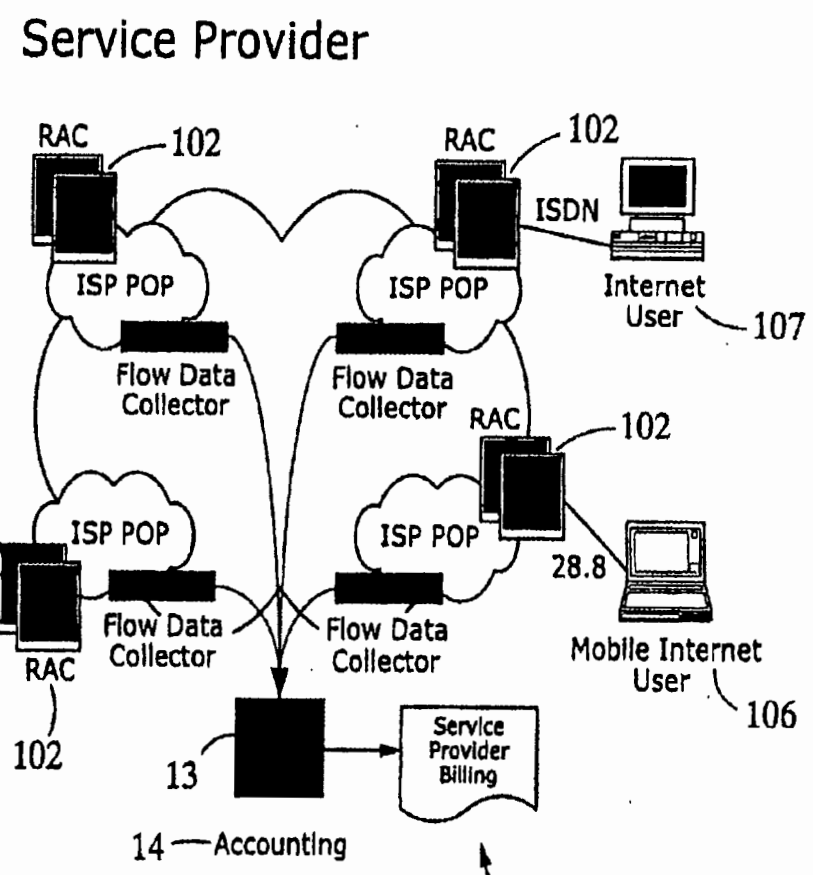 Service Provider
RAC
102
RAC
102
ISDN
ISP POP
ISP POP
Internet
User
107
Flow Data
Collector
Flow Data
Collector
RAC
102
ISP POP
ISP POP
28.8
Flow Data
Collector
Flow Data
Collector
Mobile Internet
User
106
RAC
102
13
Service
Provider
Billing
14
Accounting